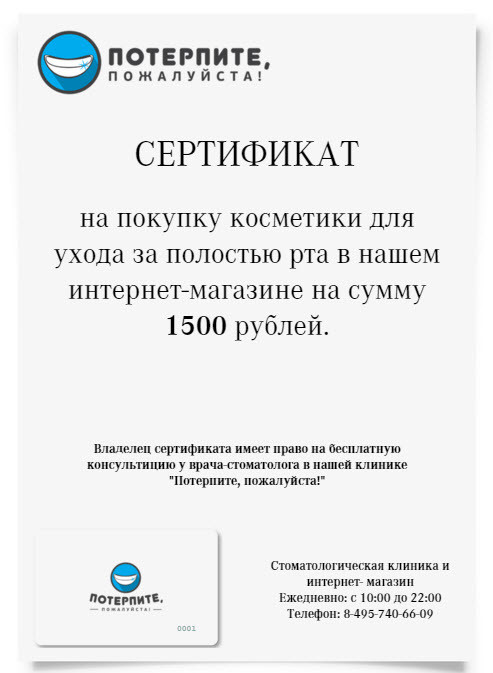 ПОТЕРПИТЕ,
ПОЖАЛУЙСТА!
СЕРТИФИКАТ
на покупку косметики для
ухода за полостью рта в нашем
интернет-магазине на сумму
1500 рублей.
Владелец сертификата имеет право на бесплатную
консультицию у врача-стоматолога в нашей клинике
"Потерпите, пожалуйста!"
ПОТЕРПИТЕ,
ПОЖАЛУЙСТА!
0001
Стоматологическая клиника и
интернет- магазин
Ежедневно: с 10:00 до 22:00
Телефон: 8-495-740-66-09